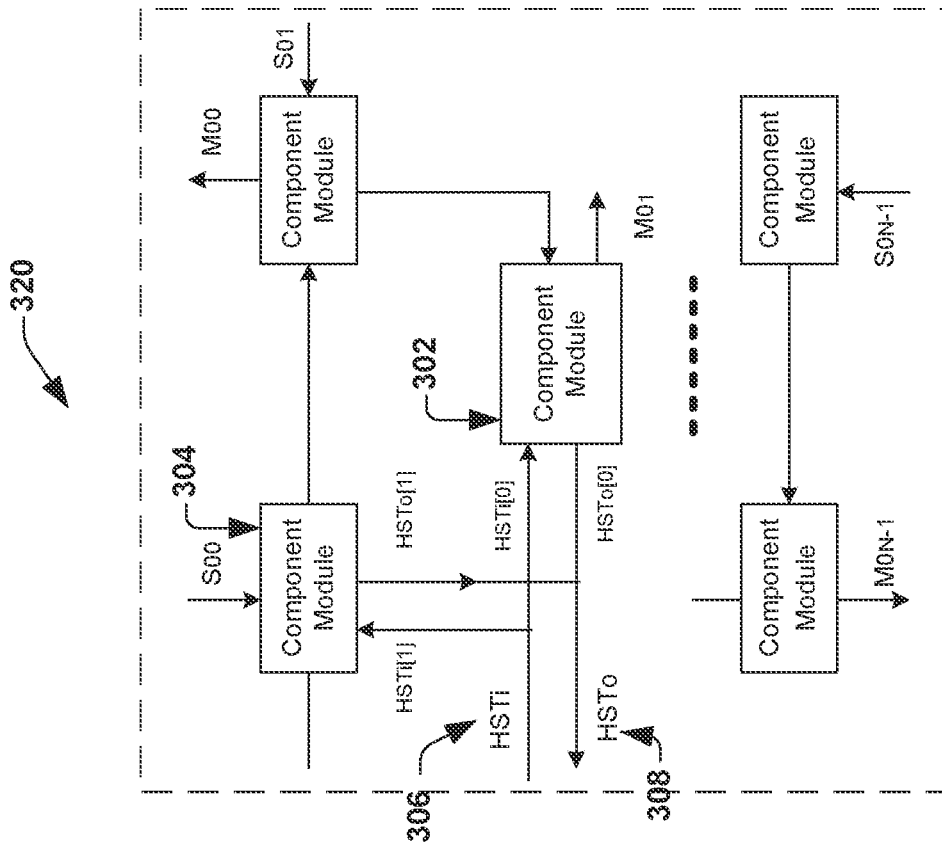 320
304
S00
M00
S01
Component
Module
Component
Module
HSTi[1]
HSTo[1]
306
302
HSTi
HSTi[0]
Component
Module
HSTo
HSTo[0]
M01
308
Component
Module
Component
Module
M0N-1
S0N-1